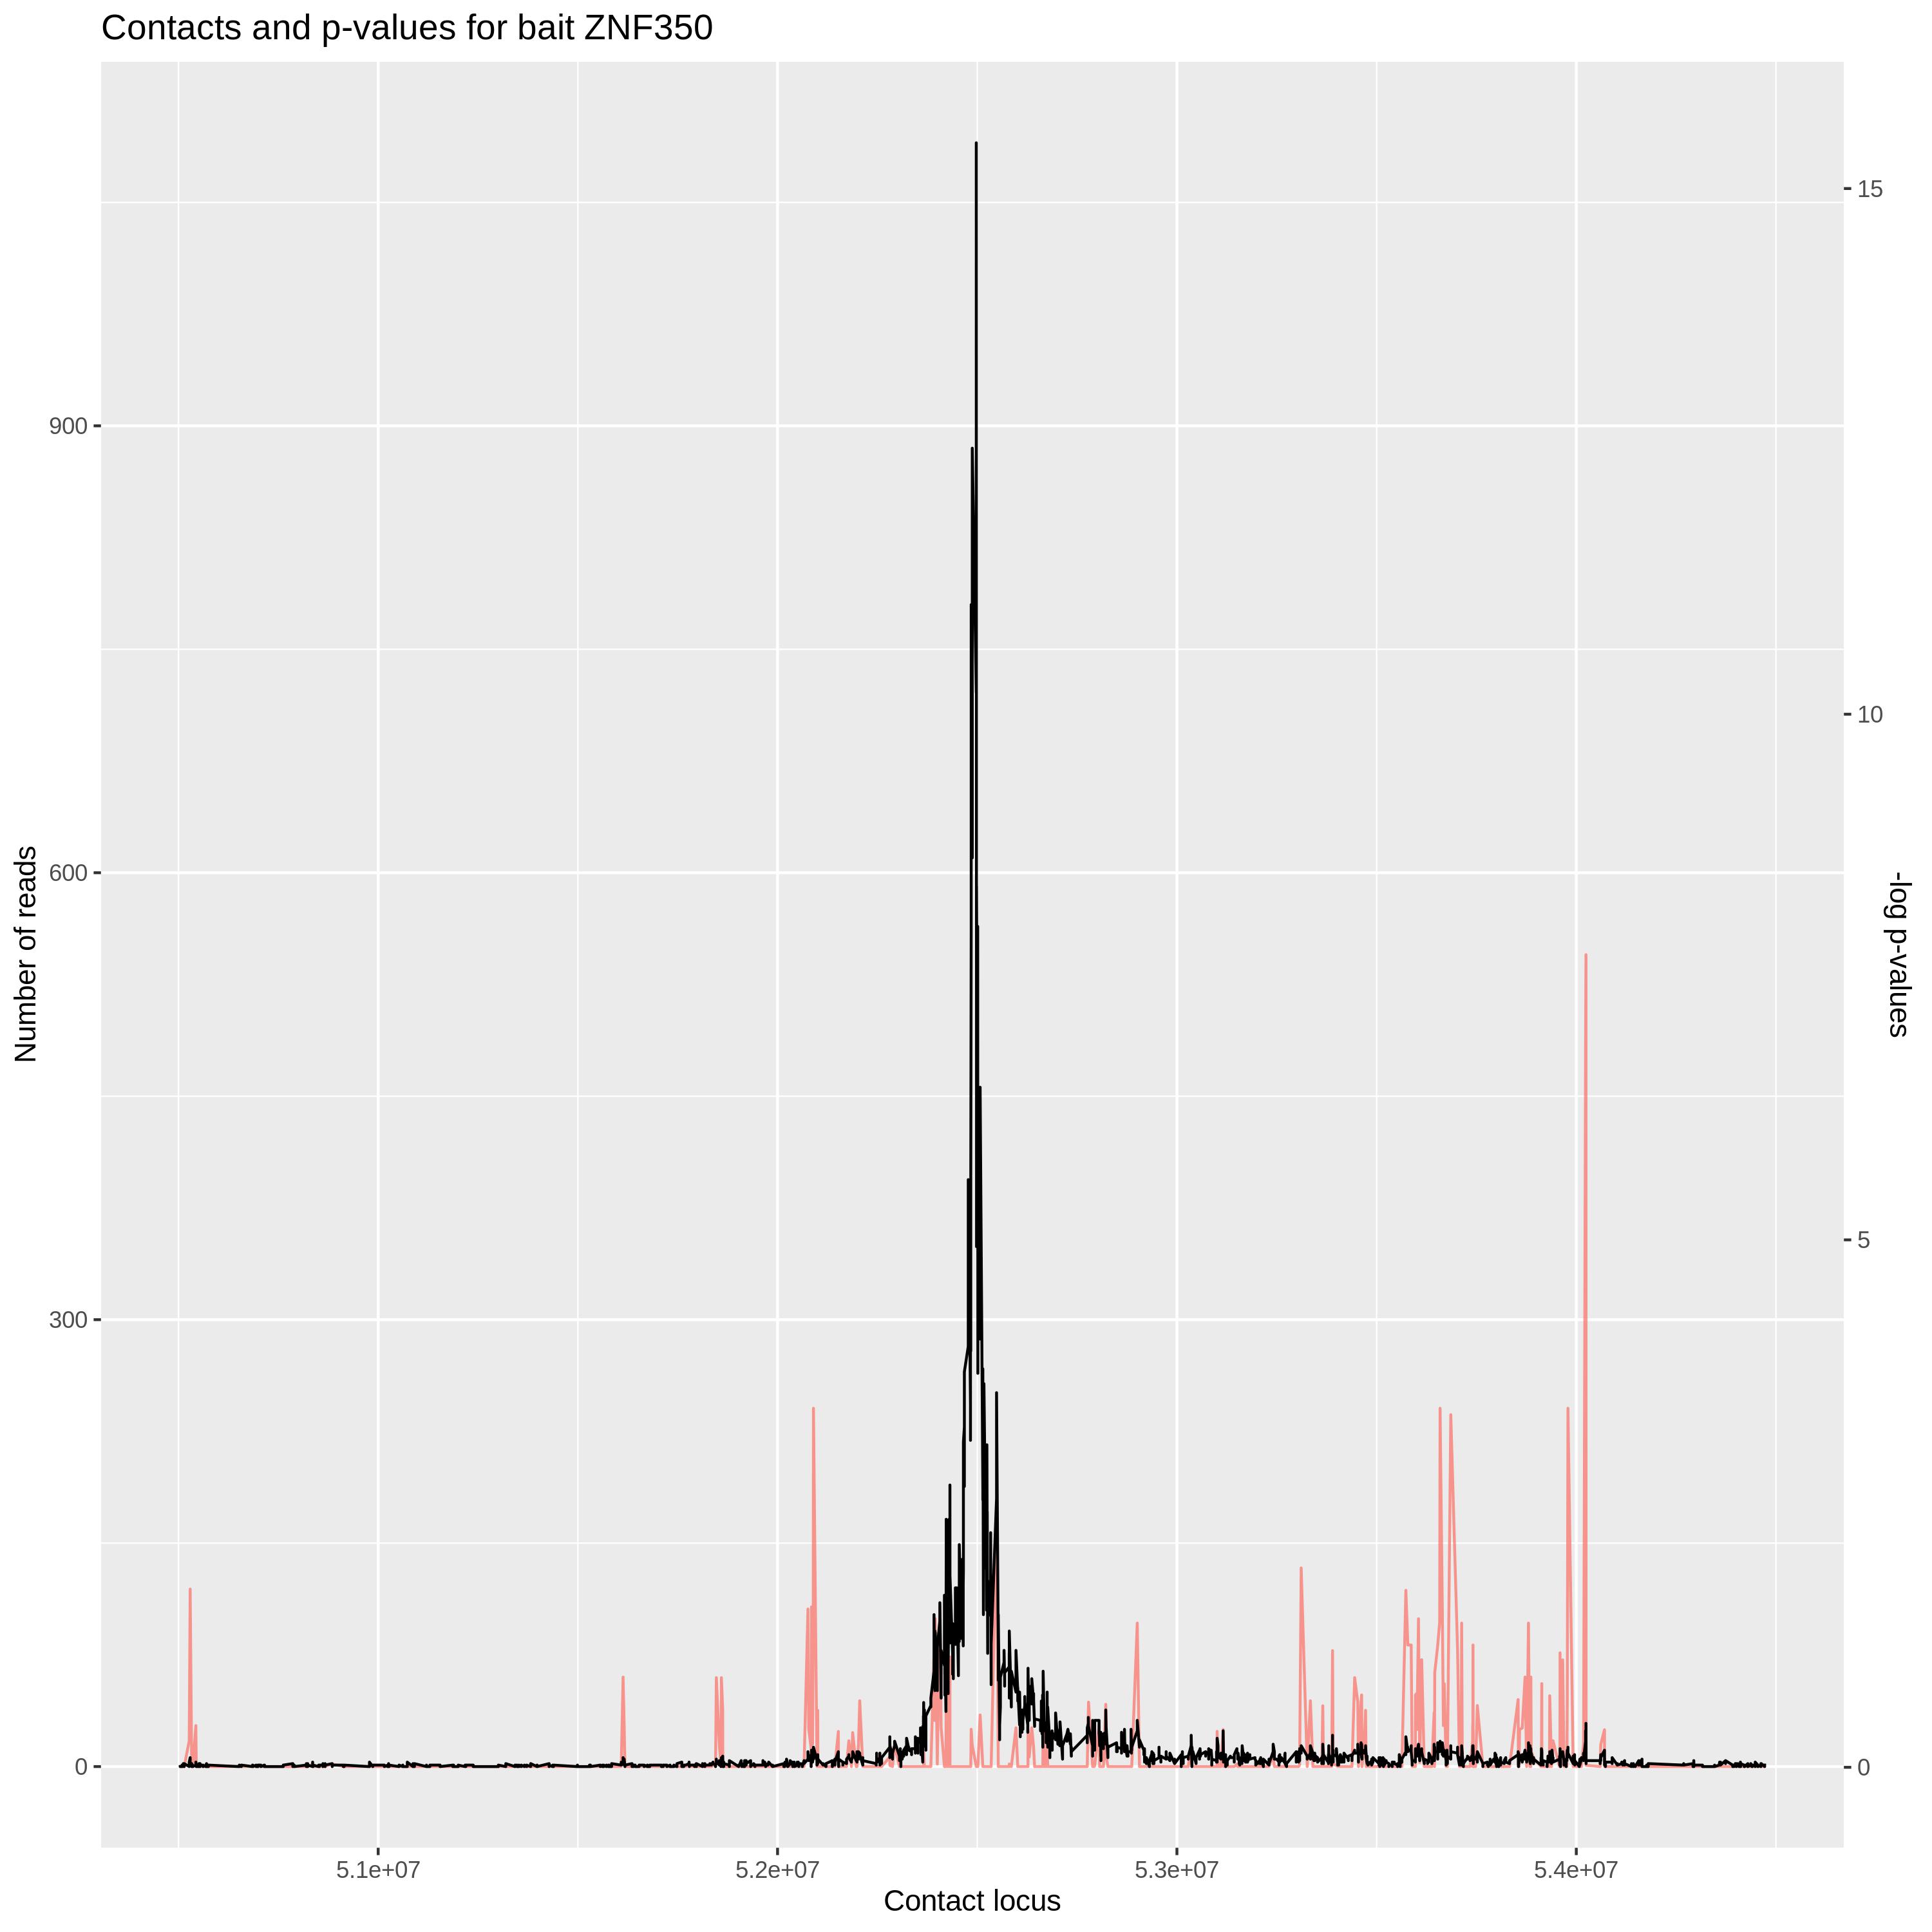 Contacts and p-values for bait ZNF350
15
900
10
600
Number of reads
-log p-values
5
300
0
0
5.1e+07
5.2e+07
5.3e+07
5.4e+07
Contact locus